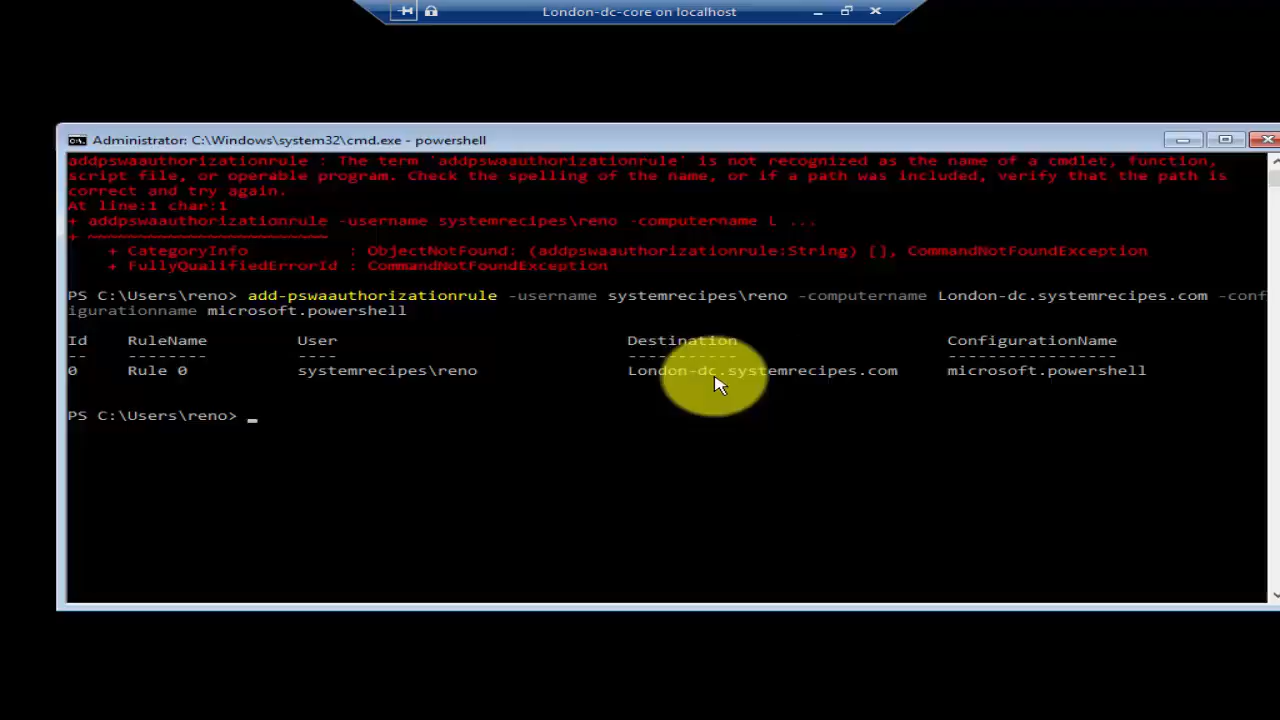 London-dc-core on localhost
Administrator: C:\Windows\system32\cmd.exe - powershell
addpswaauthorizationrule : The term 'addpswaauthorizationrule' is not recognized as the name of a cmdlet, function,
script file, or operable program. Check the spelling of the name, or if a path was included, verify that the path is
correct and try again.
At line:1 char:1
+ addpswaauthorizationrule -username systemrecipes\reno -computername L ...
+ ~~~~~~~~~~~~~~~~~~~~~~~~
+ CategoryInfo : ObjectNotFound: (addpswaauthorizationrule:String) [], CommandNotFoundException
+ FullyQualifiedErrorId : CommandNotFoundException
PS C:\Users\reno> add-pswaauthorizationrule -username systemrecipes\reno -computername London-dc.systemrecipes.com -conf
igurationname microsoft.powershell
Id RuleName User Destination ConfigurationName
-- -------- ---- ----------- -----------------
0 Rule 0 systemrecipes\reno London-dc.systemrecipes.com microsoft.powershell
PS C:\Users\reno> _